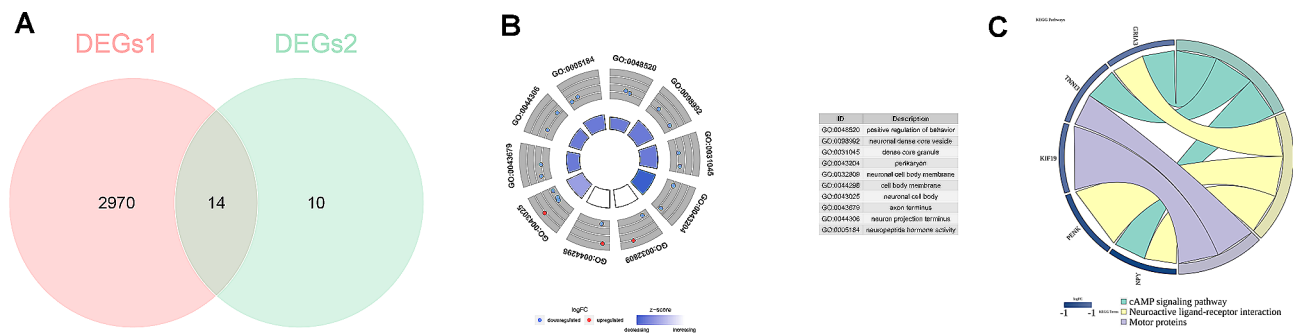 A
DEGs1
DEGs2
2970
14
10
B
GO:0005184
GO:0048520
GO:0044306
GO:0098992
GO:0043679
GO:0031045
GO:0043025
GO:0043204
GO:0044298
GO:0032809
logFC
downregulated
upregulated
z-score
decreasing
increasing
ID Description
GO:0048520 positive regulation of behavior
GO:0098992 neuronal dense core vesicle
GO:0031045 dense core granule
GO:0043204 perikaryon
GO:0032809 neuronal cell body membrane
GO:0044298 cell body membrane
GO:0043025 neuronal cell body
GO:0043679 axon terminus
GO:0044306 neuron projection terminus
GO:0005184 neuropeptide hormone activity
C
KEGG Pathways
GRIA3
TNNI3
KIF19
PENK
NPY
logFC
-1 -1
KEGG Terms
cAMP signaling pathway
Neuroactive ligand-receptor interaction
Motor proteins